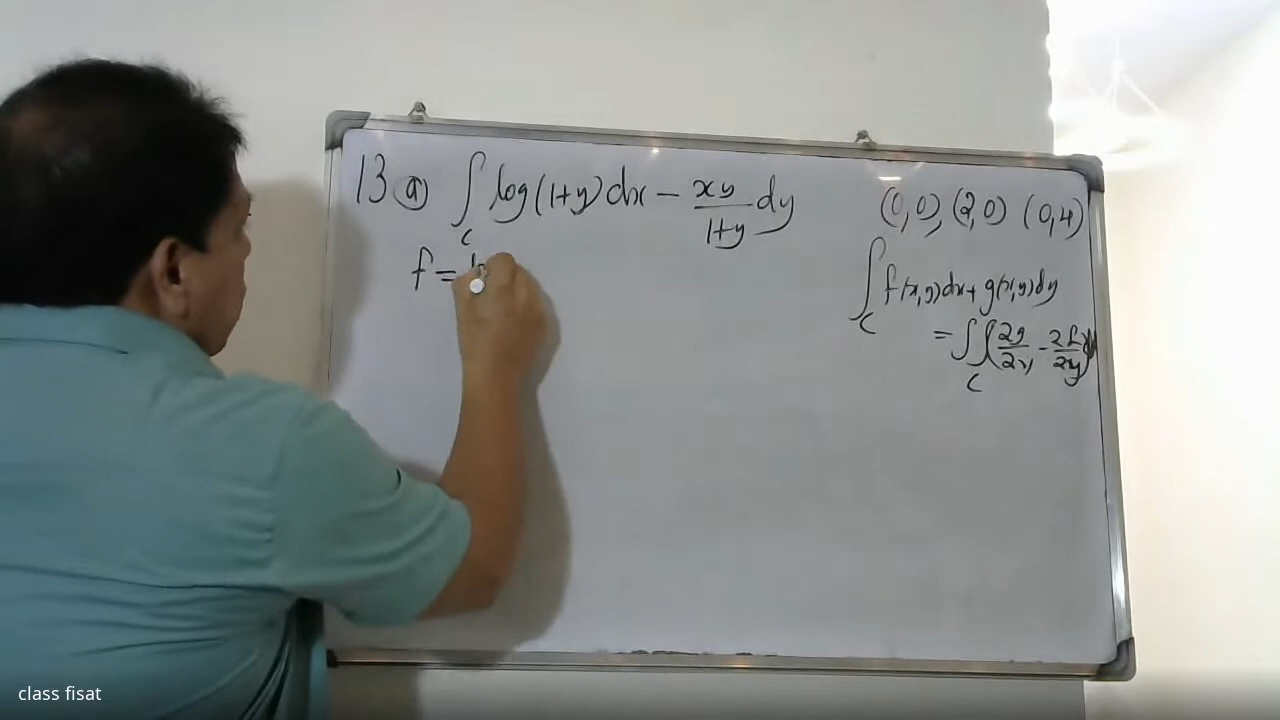 13 (a) ∫_C log(1+y)dx − xy/(1+y) dy
(0,0), (2,0) (0,4)
f =
∫_C f(x,y)dx + g(x,y)dy
= ∫∫_C (∂g/∂x − ∂f/∂y)
class fisat